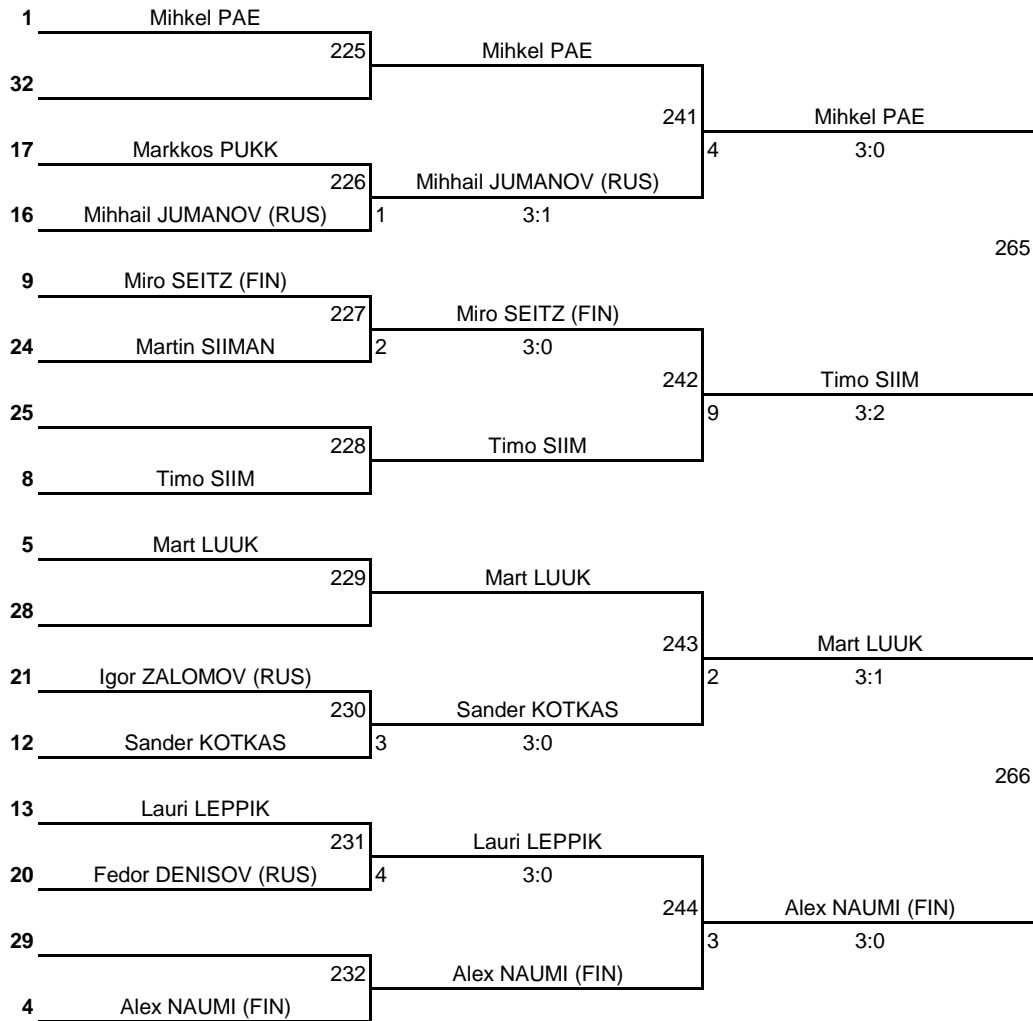 1 Mihkel PAE
225 Mihkel PAE
32
241 Mihkel PAE
17 Markkos PUKK 4 3:0
226 Mihhail JUMANOV (RUS)
16 Mihhail JUMANOV (RUS) 1 3:1
265
9 Miro SEITZ (FIN)
227 Miro SEITZ (FIN)
24 Martin SIIMAN 2 3:0
242 Timo SIIM
25 9 3:2
228 Timo SIIM
8 Timo SIIM
5 Mart LUUK
229 Mart LUUK
28
243 Mart LUUK
21 Igor ZALOMOV (RUS) 2 3:1
230 Sander KOTKAS
12 Sander KOTKAS 3 3:0
266
13 Lauri LEPPIK
231 Lauri LEPPIK
20 Fedor DENISOV (RUS) 4 3:0
244 Alex NAUMI (FIN)
29 3 3:0
232 Alex NAUMI (FIN)
4 Alex NAUMI (FIN)